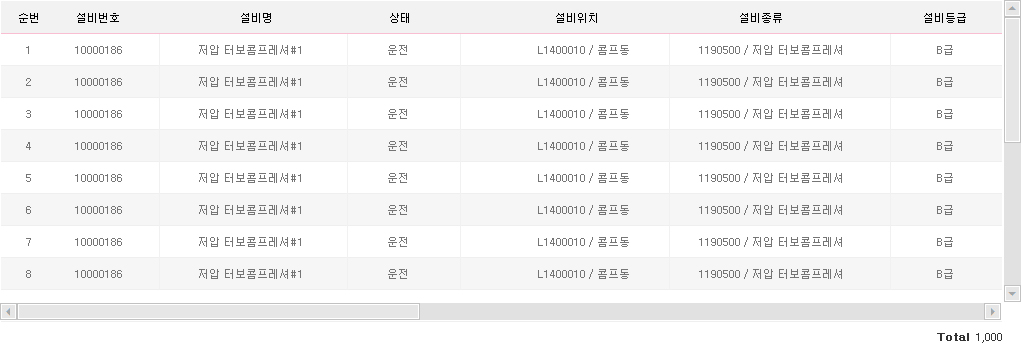 순번 설비번호 설비명 상태 설비위치 설비종류 설비등급
1 10000186 저압 터보콤프레셔#1 운전 L1400010 / 콤프동 1190500 / 저압 터보콤프레셔 B급
2 10000186 저압 터보콤프레셔#1 운전 L1400010 / 콤프동 1190500 / 저압 터보콤프레셔 B급
3 10000186 저압 터보콤프레셔#1 운전 L1400010 / 콤프동 1190500 / 저압 터보콤프레셔 B급
4 10000186 저압 터보콤프레셔#1 운전 L1400010 / 콤프동 1190500 / 저압 터보콤프레셔 B급
5 10000186 저압 터보콤프레셔#1 운전 L1400010 / 콤프동 1190500 / 저압 터보콤프레셔 B급
6 10000186 저압 터보콤프레셔#1 운전 L1400010 / 콤프동 1190500 / 저압 터보콤프레셔 B급
7 10000186 저압 터보콤프레셔#1 운전 L1400010 / 콤프동 1190500 / 저압 터보콤프레셔 B급
8 10000186 저압 터보콤프레셔#1 운전 L1400010 / 콤프동 1190500 / 저압 터보콤프레셔 B급
Total 1,000